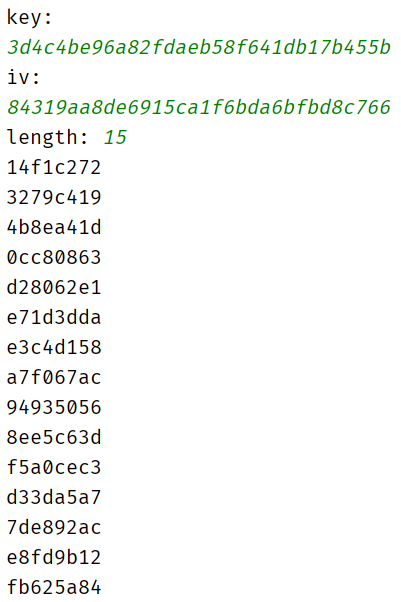 key:
3d4c4be96a82fdaeb58f641db17b455b
iv:
84319aa8de6915ca1f6bda6bfbd8c766
length: 15
14f1c272
3279c419
4b8ea41d
0cc80863
d28062e1
e71d3dda
e3c4d158
a7f067ac
94935056
8ee5c63d
f5a0cec3
d33da5a7
7de892ac
e8fd9b12
fb625a84